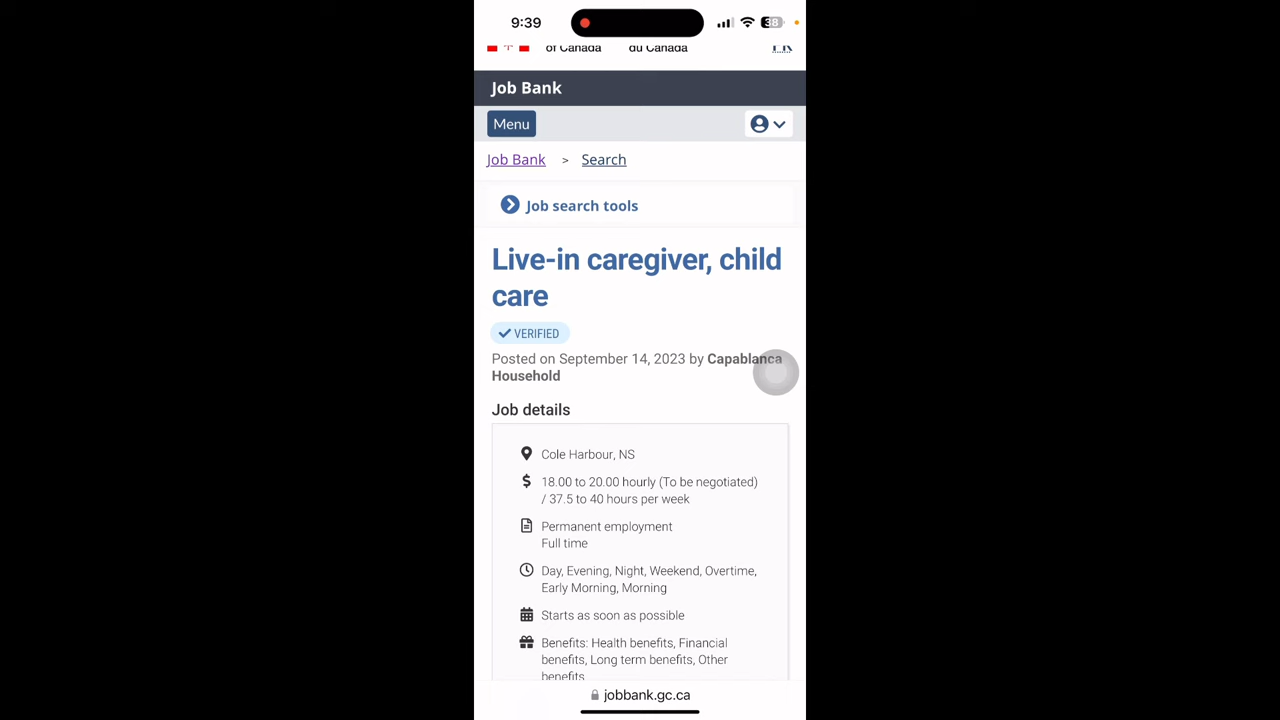 9:39
38
of Canada du Canada
Job Bank
Menu
Job Bank > Search
Job search tools
Live-in caregiver, child
care
VERIFIED
Posted on September 14, 2023 by Capablanca
Household
Job details
Cole Harbour, NS
18.00 to 20.00 hourly (To be negotiated)
/ 37.5 to 40 hours per week
Permanent employment
Full time
Day, Evening, Night, Weekend, Overtime,
Early Morning, Morning
Starts as soon as possible
Benefits: Health benefits, Financial
benefits, Long term benefits, Other
benefits
jobbank.gc.ca